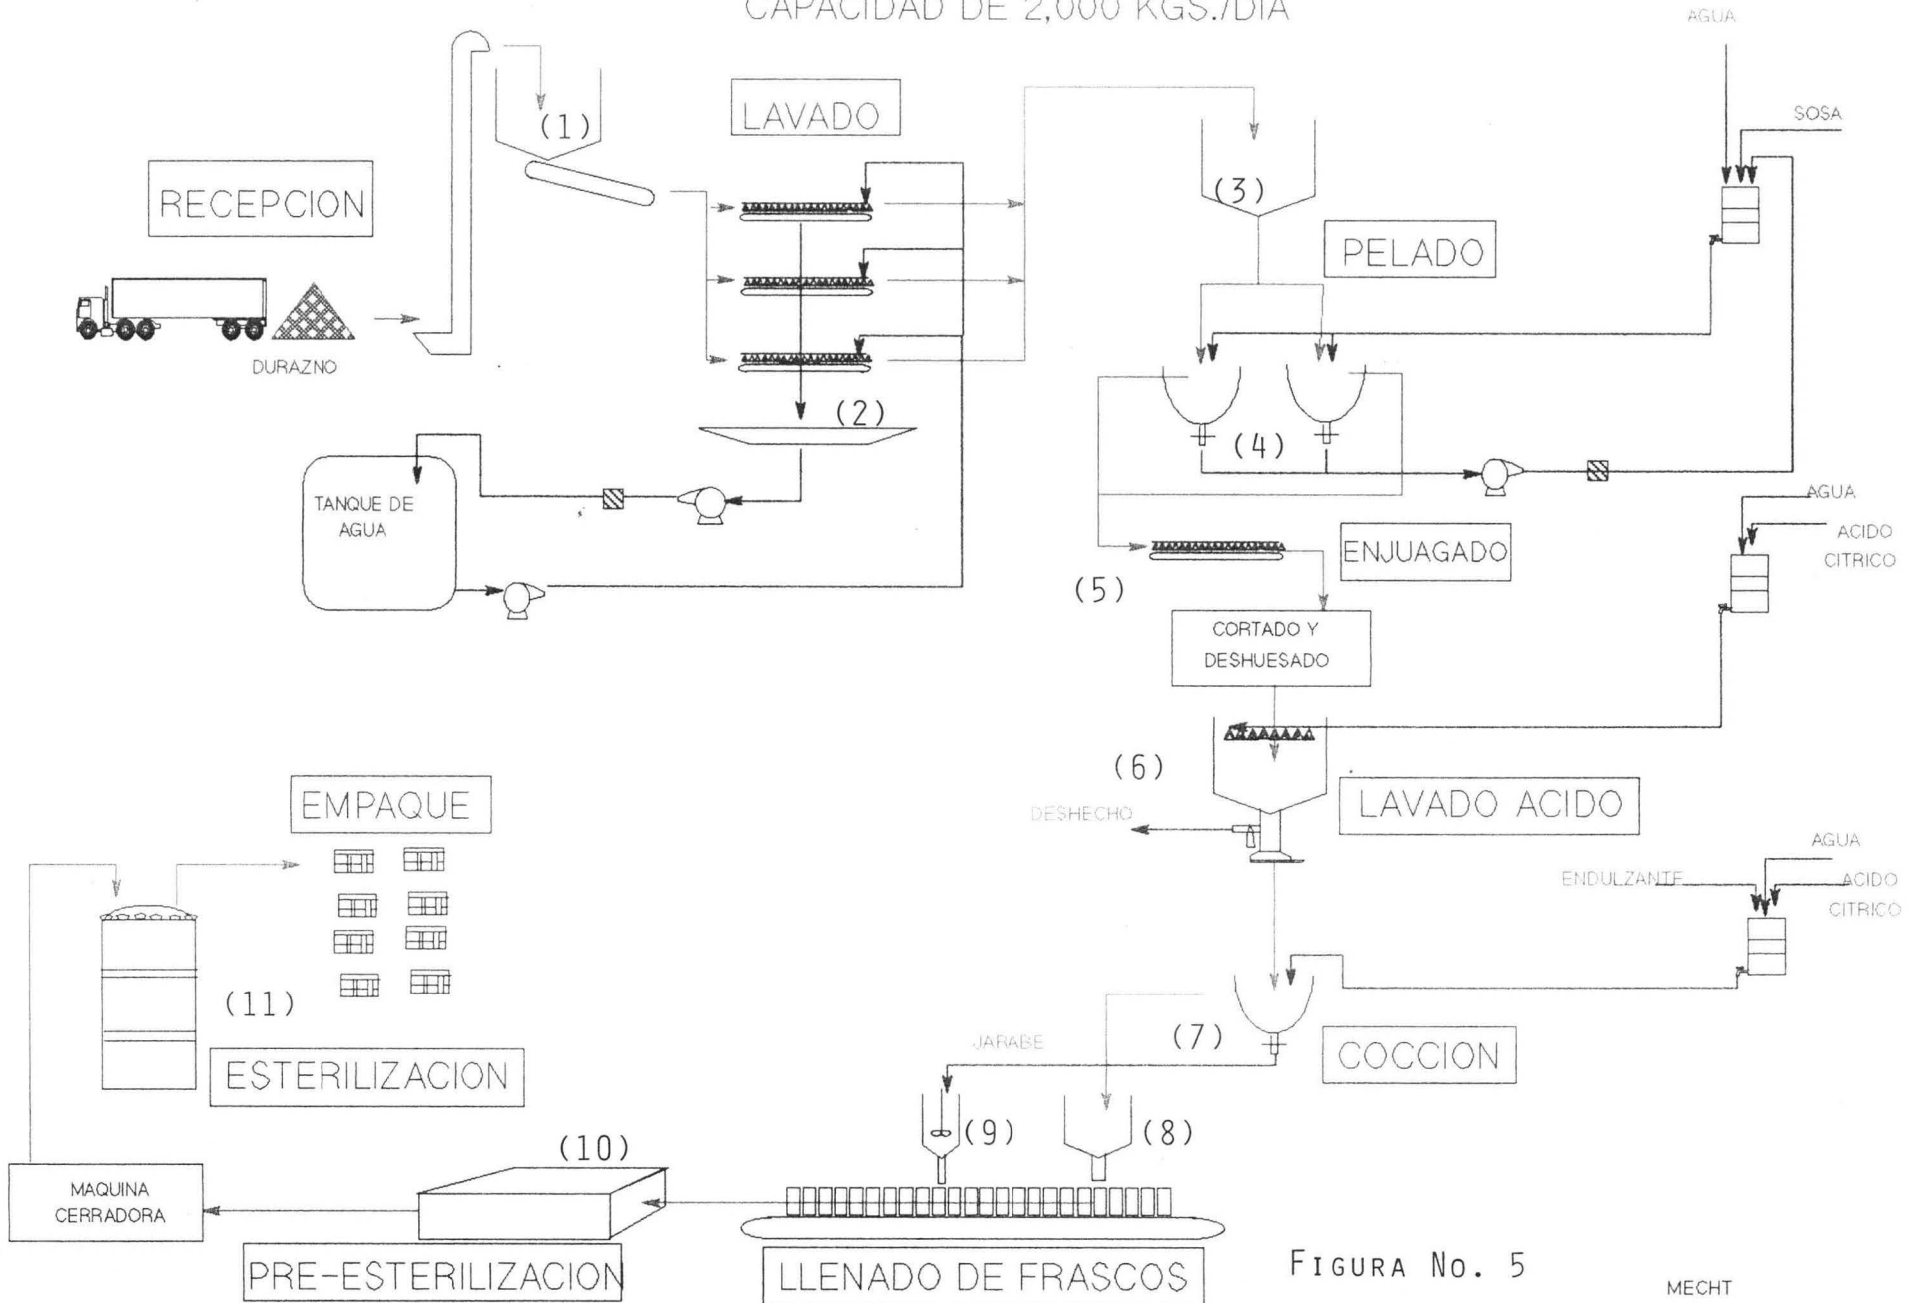 CAPACIDAD DE 2,000 KGS./DIA
AGUA
SOSA
(1)
LAVADO
RECEPCION
(3)
PELADO
DURAZNO
(2)
(4)
TANQUE DE
AGUA
AGUA
ACIDO
CITRICO
ENJUAGADO
(5)
CORTADO Y
DESHUESADO
(6)
LAVADO ACIDO
DESHECHO
EMPAQUE
AGUA
ENDULZANTE
ACIDO
CITRICO
(11)
ESTERILIZACION
JARABE
(7)
COCCION
(10)
(9)
(8)
MAQUINA
CERRADORA
PRE-ESTERILIZACION
LLENADO DE FRASCOS
FIGURA No. 5
MECHT